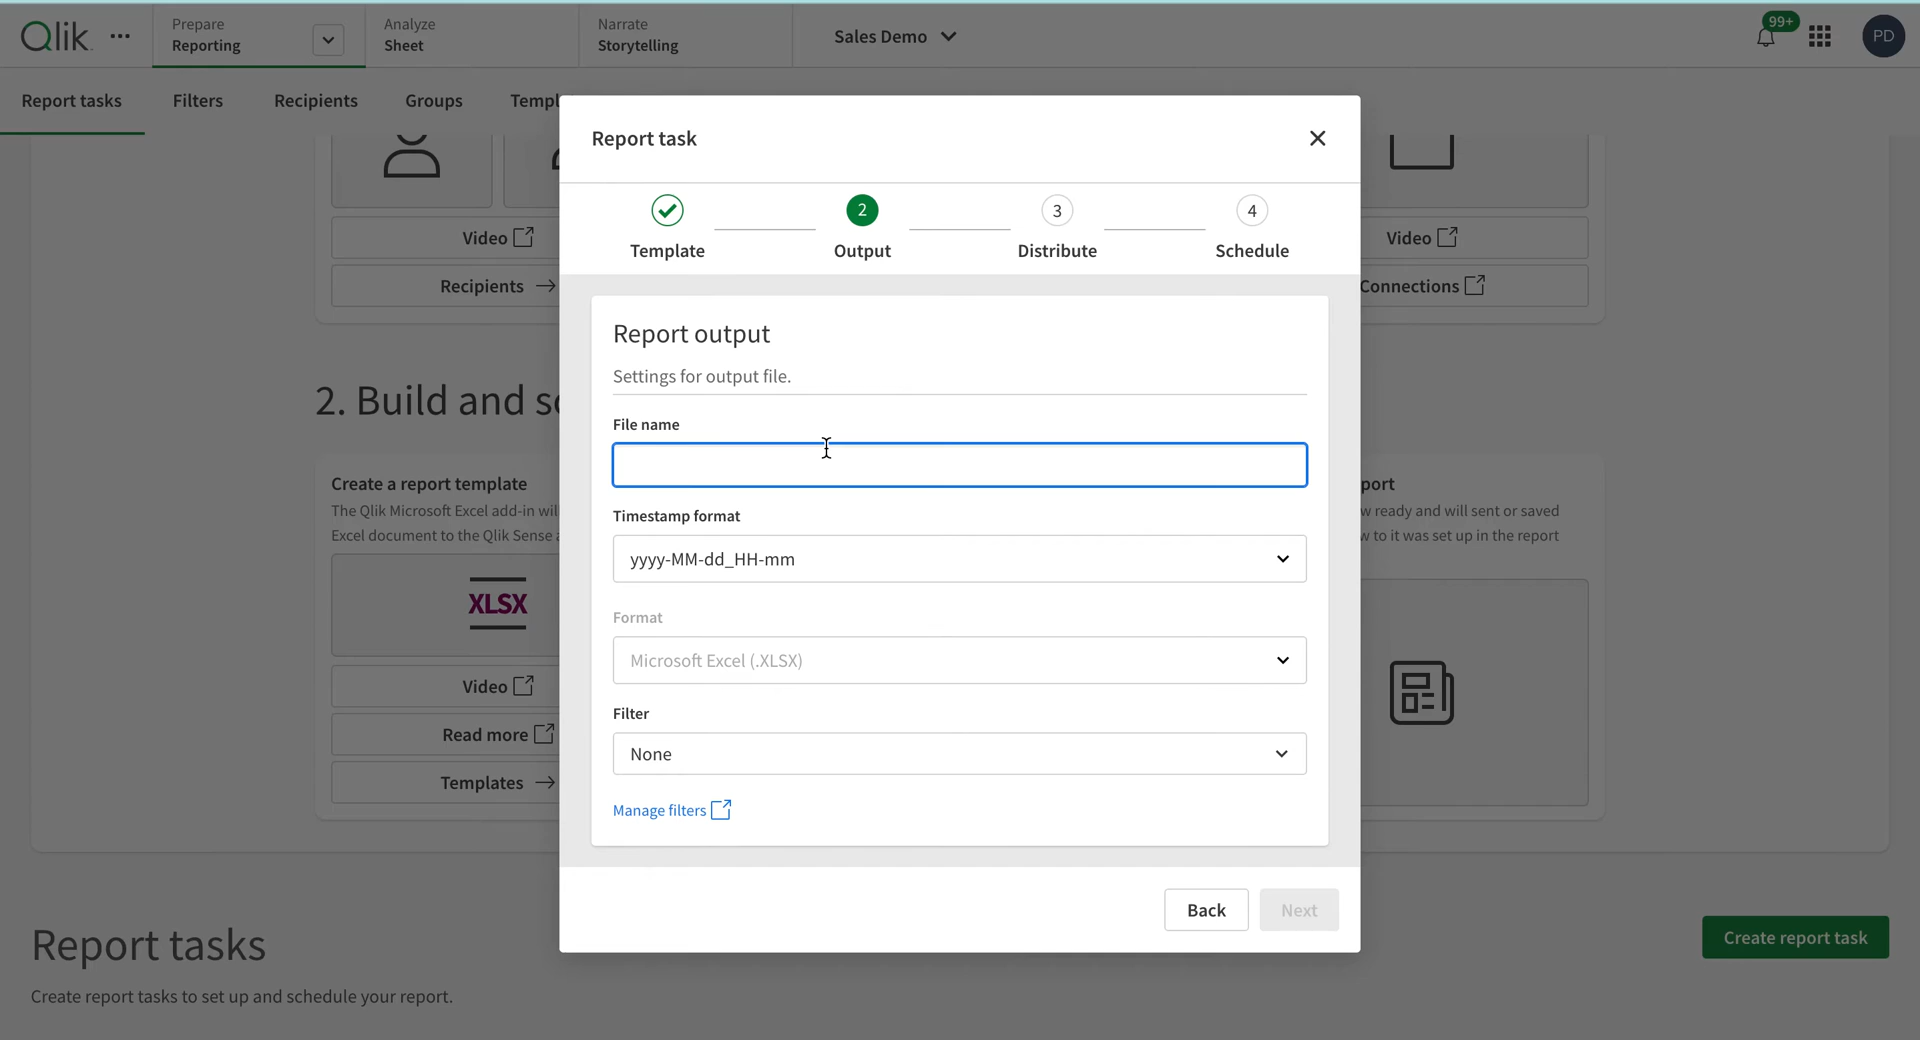 Qlik
Prepare
Reporting
Analyze
Sheet
Narrate
Storytelling
Sales Demo
99+
PD
Report tasks
Filters
Recipients
Groups
Templ
Report task
2
3
4
Template
Output
Distribute
Schedule
Video
Recipients
Video
Connections
Report output
Settings for output file.
File name
Timestamp format
yyyy-MM-dd_HH-mm
Format
Microsoft Excel (.XLSX)
Filter
None
Manage filters
Back
Next
2. Build and sc
Create a report template
The Qlik Microsoft Excel add-in wil
Excel document to the Qlik Sense a
XLSX
Video
Read more
Templates
port
w ready and will sent or saved
w to it was set up in the report
Report tasks
Create report tasks to set up and schedule your report.
Create report task